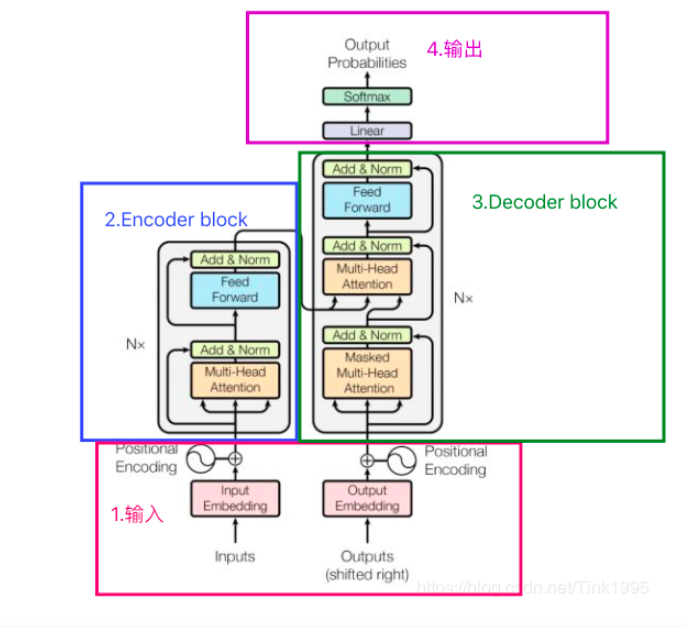 4.输出
Output
Probabilities
Softmax
Linear
3.Decoder block
Add & Norm
Feed
Forward
Add & Norm
Multi-Head
Attention
Nx
Add & Norm
Masked
Multi-Head
Attention
2.Encoder block
Add & Norm
Feed
Forward
Nx
Add & Norm
Multi-Head
Attention
1.输入
Positional
Encoding
Input
Embedding
Inputs
Positional
Encoding
Output
Embedding
Outputs
(shifted right)
https://blog.csdn.net/Tink1995